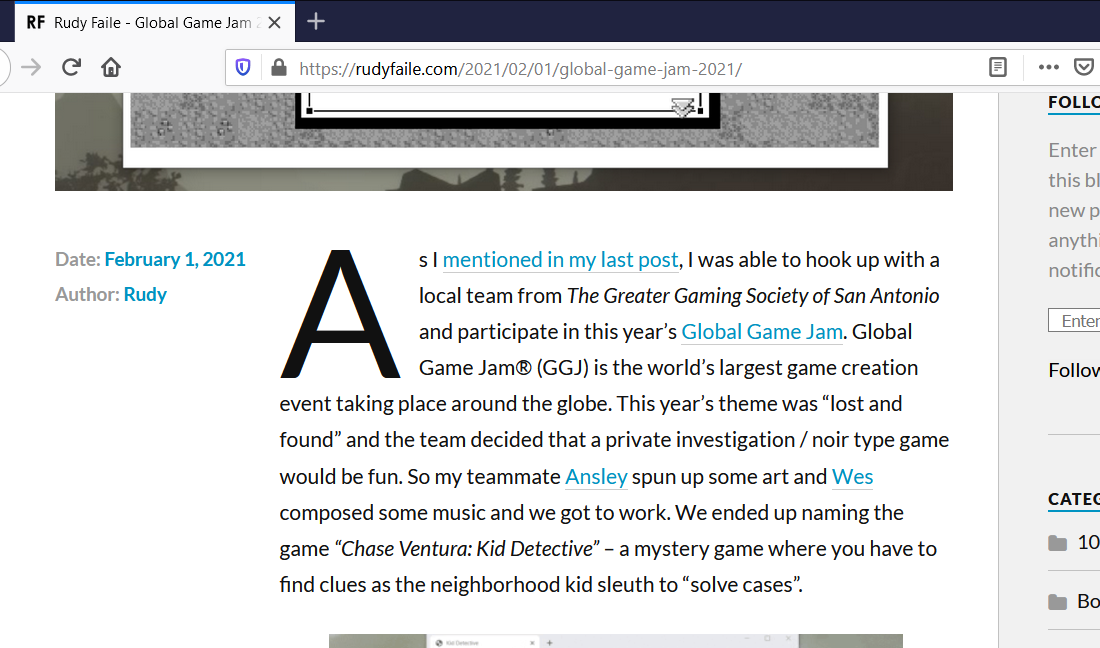 RF Rudy Faile - Global Game Jam 2
https://rudyfaile.com/2021/02/01/global-game-jam-2021/
Date: February 1, 2021
Author: Rudy
As I mentioned in my last post, I was able to hook up with a
local team from The Greater Gaming Society of San Antonio
and participate in this year’s Global Game Jam. Global
Game Jam® (GGJ) is the world’s largest game creation
event taking place around the globe. This year’s theme was “lost and
found” and the team decided that a private investigation / noir type game
would be fun. So my teammate Ansley spun up some art and Wes
composed some music and we got to work. We ended up naming the
game “Chase Ventura: Kid Detective” – a mystery game where you have to
find clues as the neighborhood kid sleuth to “solve cases”.
Kid Detective
FOLLO
Enter
this bl
new p
anythi
notific
Enter
Follow
CATEG
10
Bo